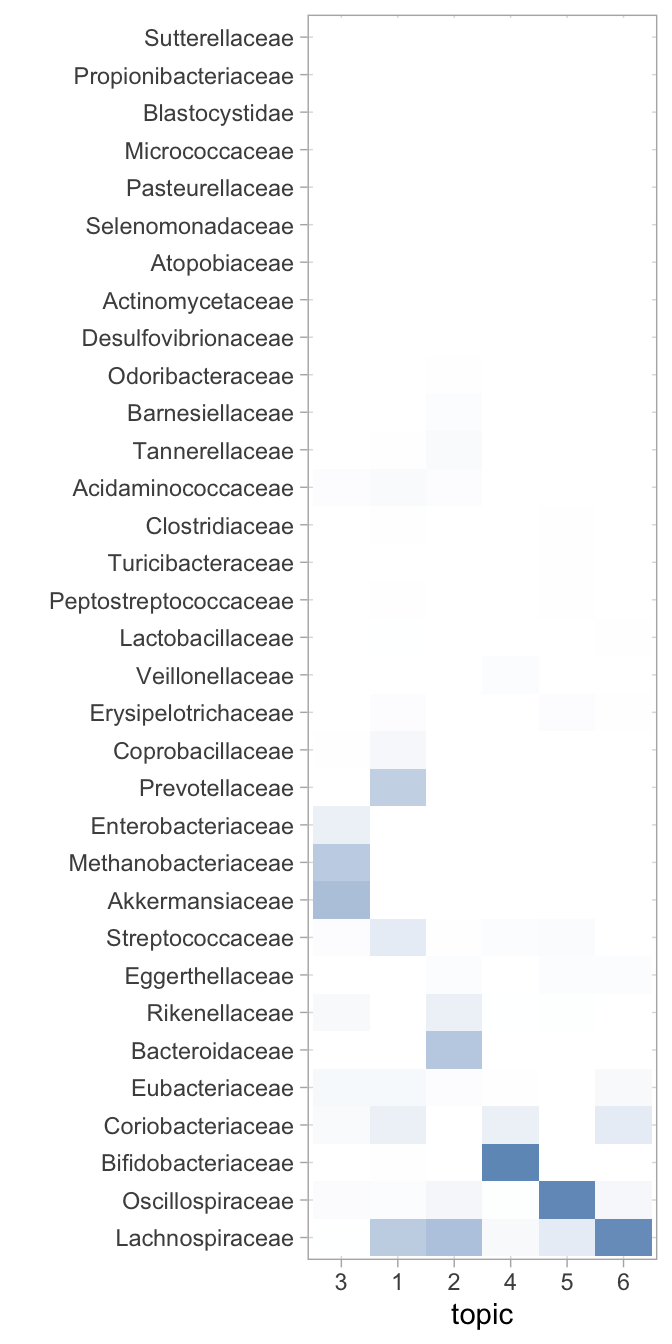 Sutterellaceae
Propionibacteriaceae
Blastocystidae
Micrococcaceae
Pasteurellaceae
Selenomonadaceae
Atopobiaceae
Actinomycetaceae
Desulfovibrionaceae
Odoribacteraceae
Barnesiellaceae
Tannerellaceae
Acidaminococcaceae
Clostridiaceae
Turicibacteraceae
Peptostreptococcaceae
Lactobacillaceae
Veillonellaceae
Erysipelotrichaceae
Coprobacillaceae
Prevotellaceae
Enterobacteriaceae
Methanobacteriaceae
Akkermansiaceae
Streptococcaceae
Eggerthellaceae
Rikenellaceae
Bacteroidaceae
Eubacteriaceae
Coriobacteriaceae
Bifidobacteriaceae
Oscillospiraceae
Lachnospiraceae
3 1 2 4 5 6
topic